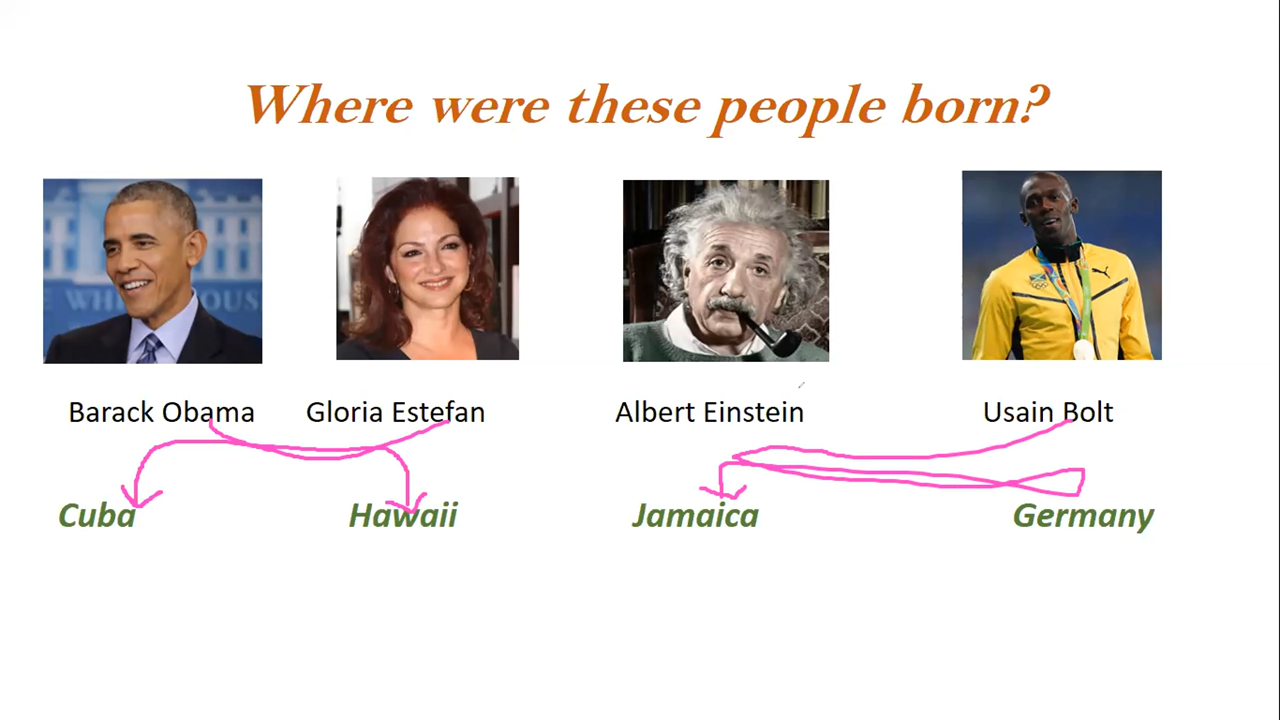 Where were these people born?
Barack Obama Gloria Estefan Albert Einstein Usain Bolt
Cuba Hawaii Jamaica Germany